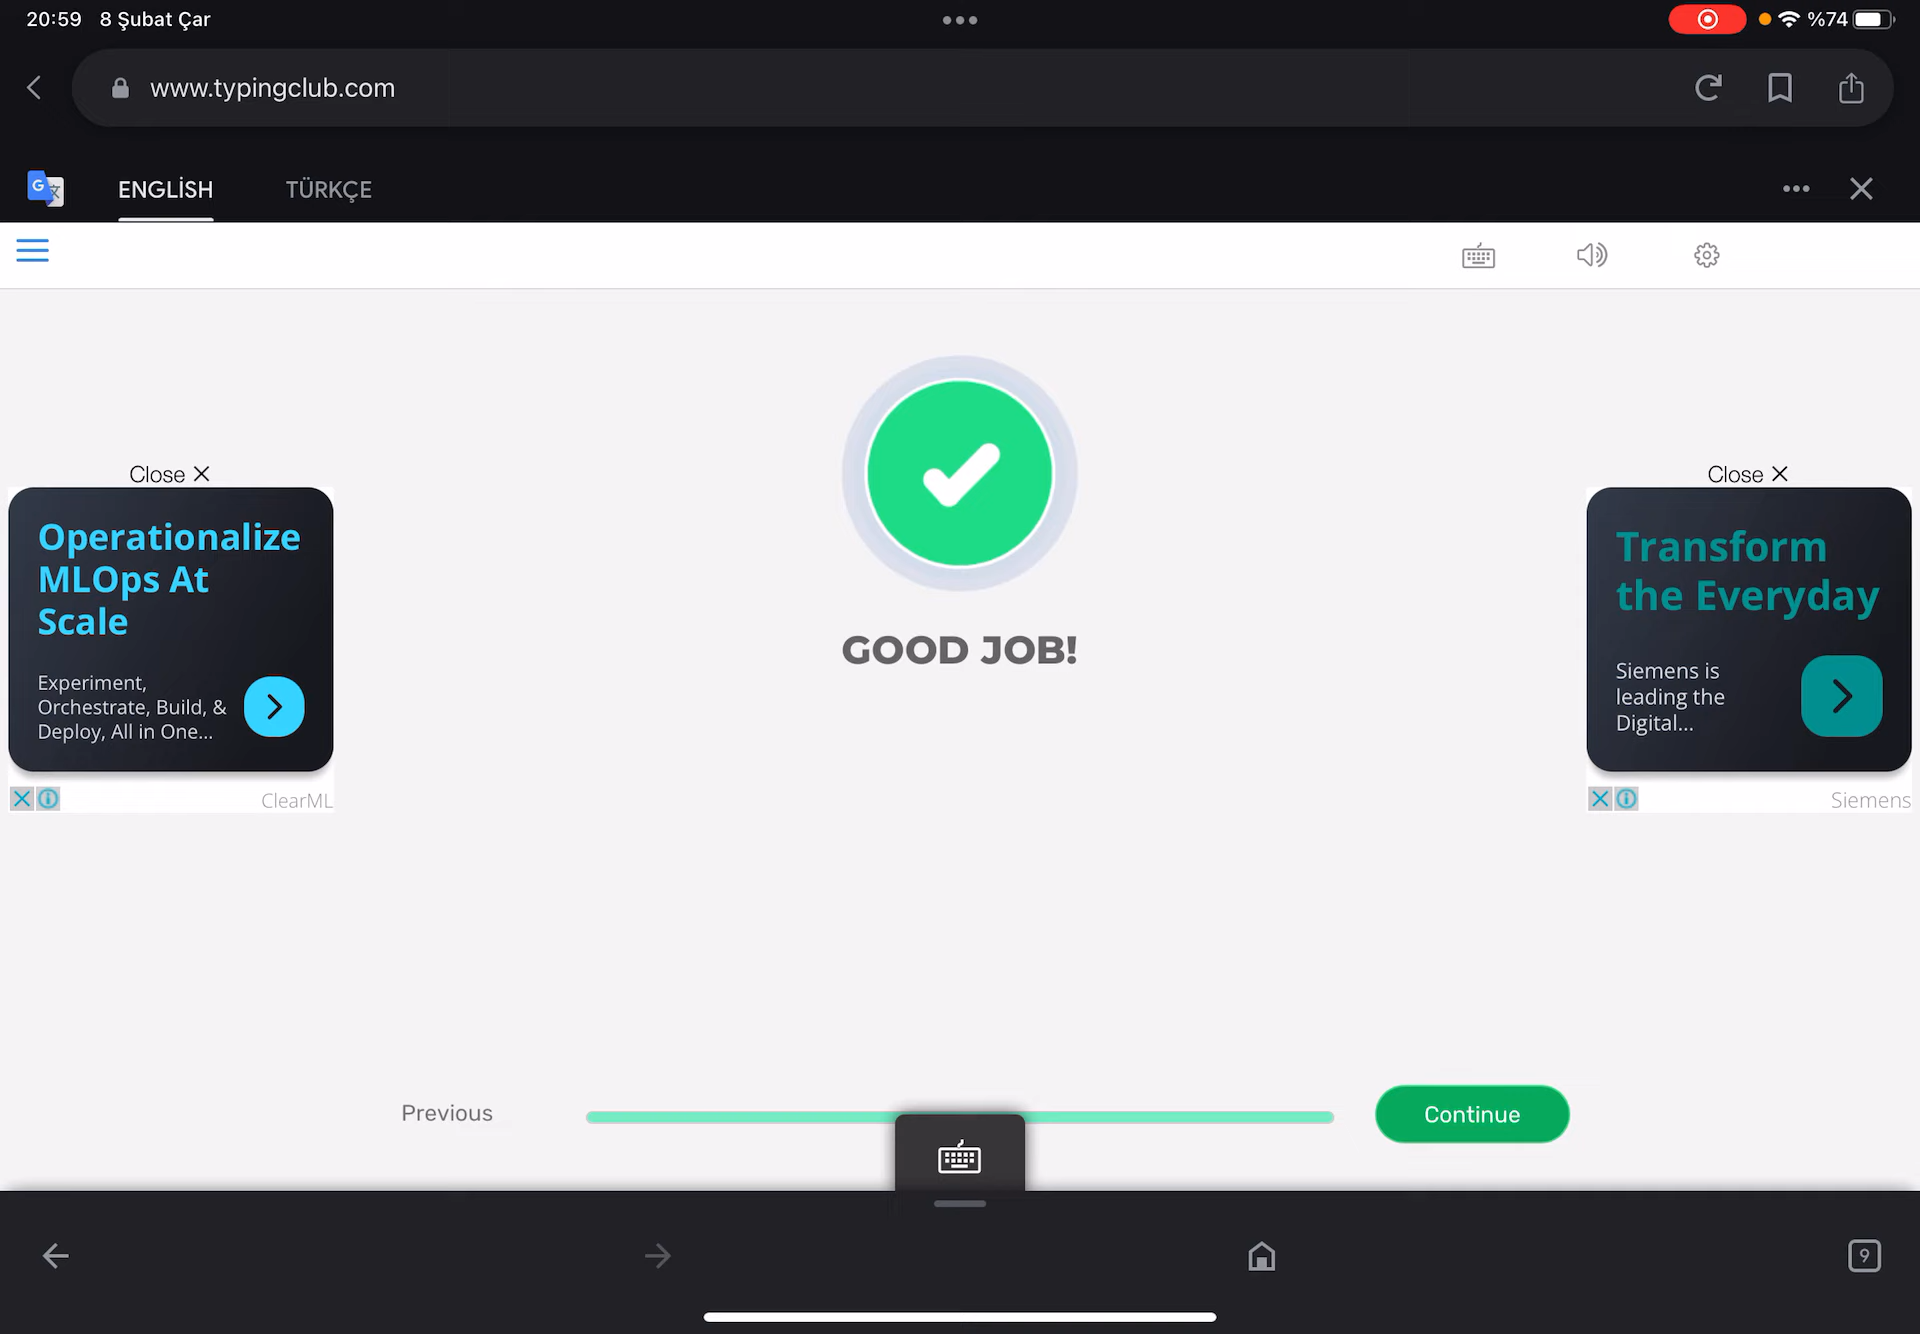 20:59 8 Şubat Çar
%74
www.typingclub.com
ENGLİSH TÜRKÇE
Close
Operationalize
MLOps At
Scale
Experiment,
Orchestrate, Build, &
Deploy, All in One...
ClearML
GOOD JOB!
Close
Transform
the Everyday
Siemens is
leading the
Digital...
Siemens
Previous
Continue
9